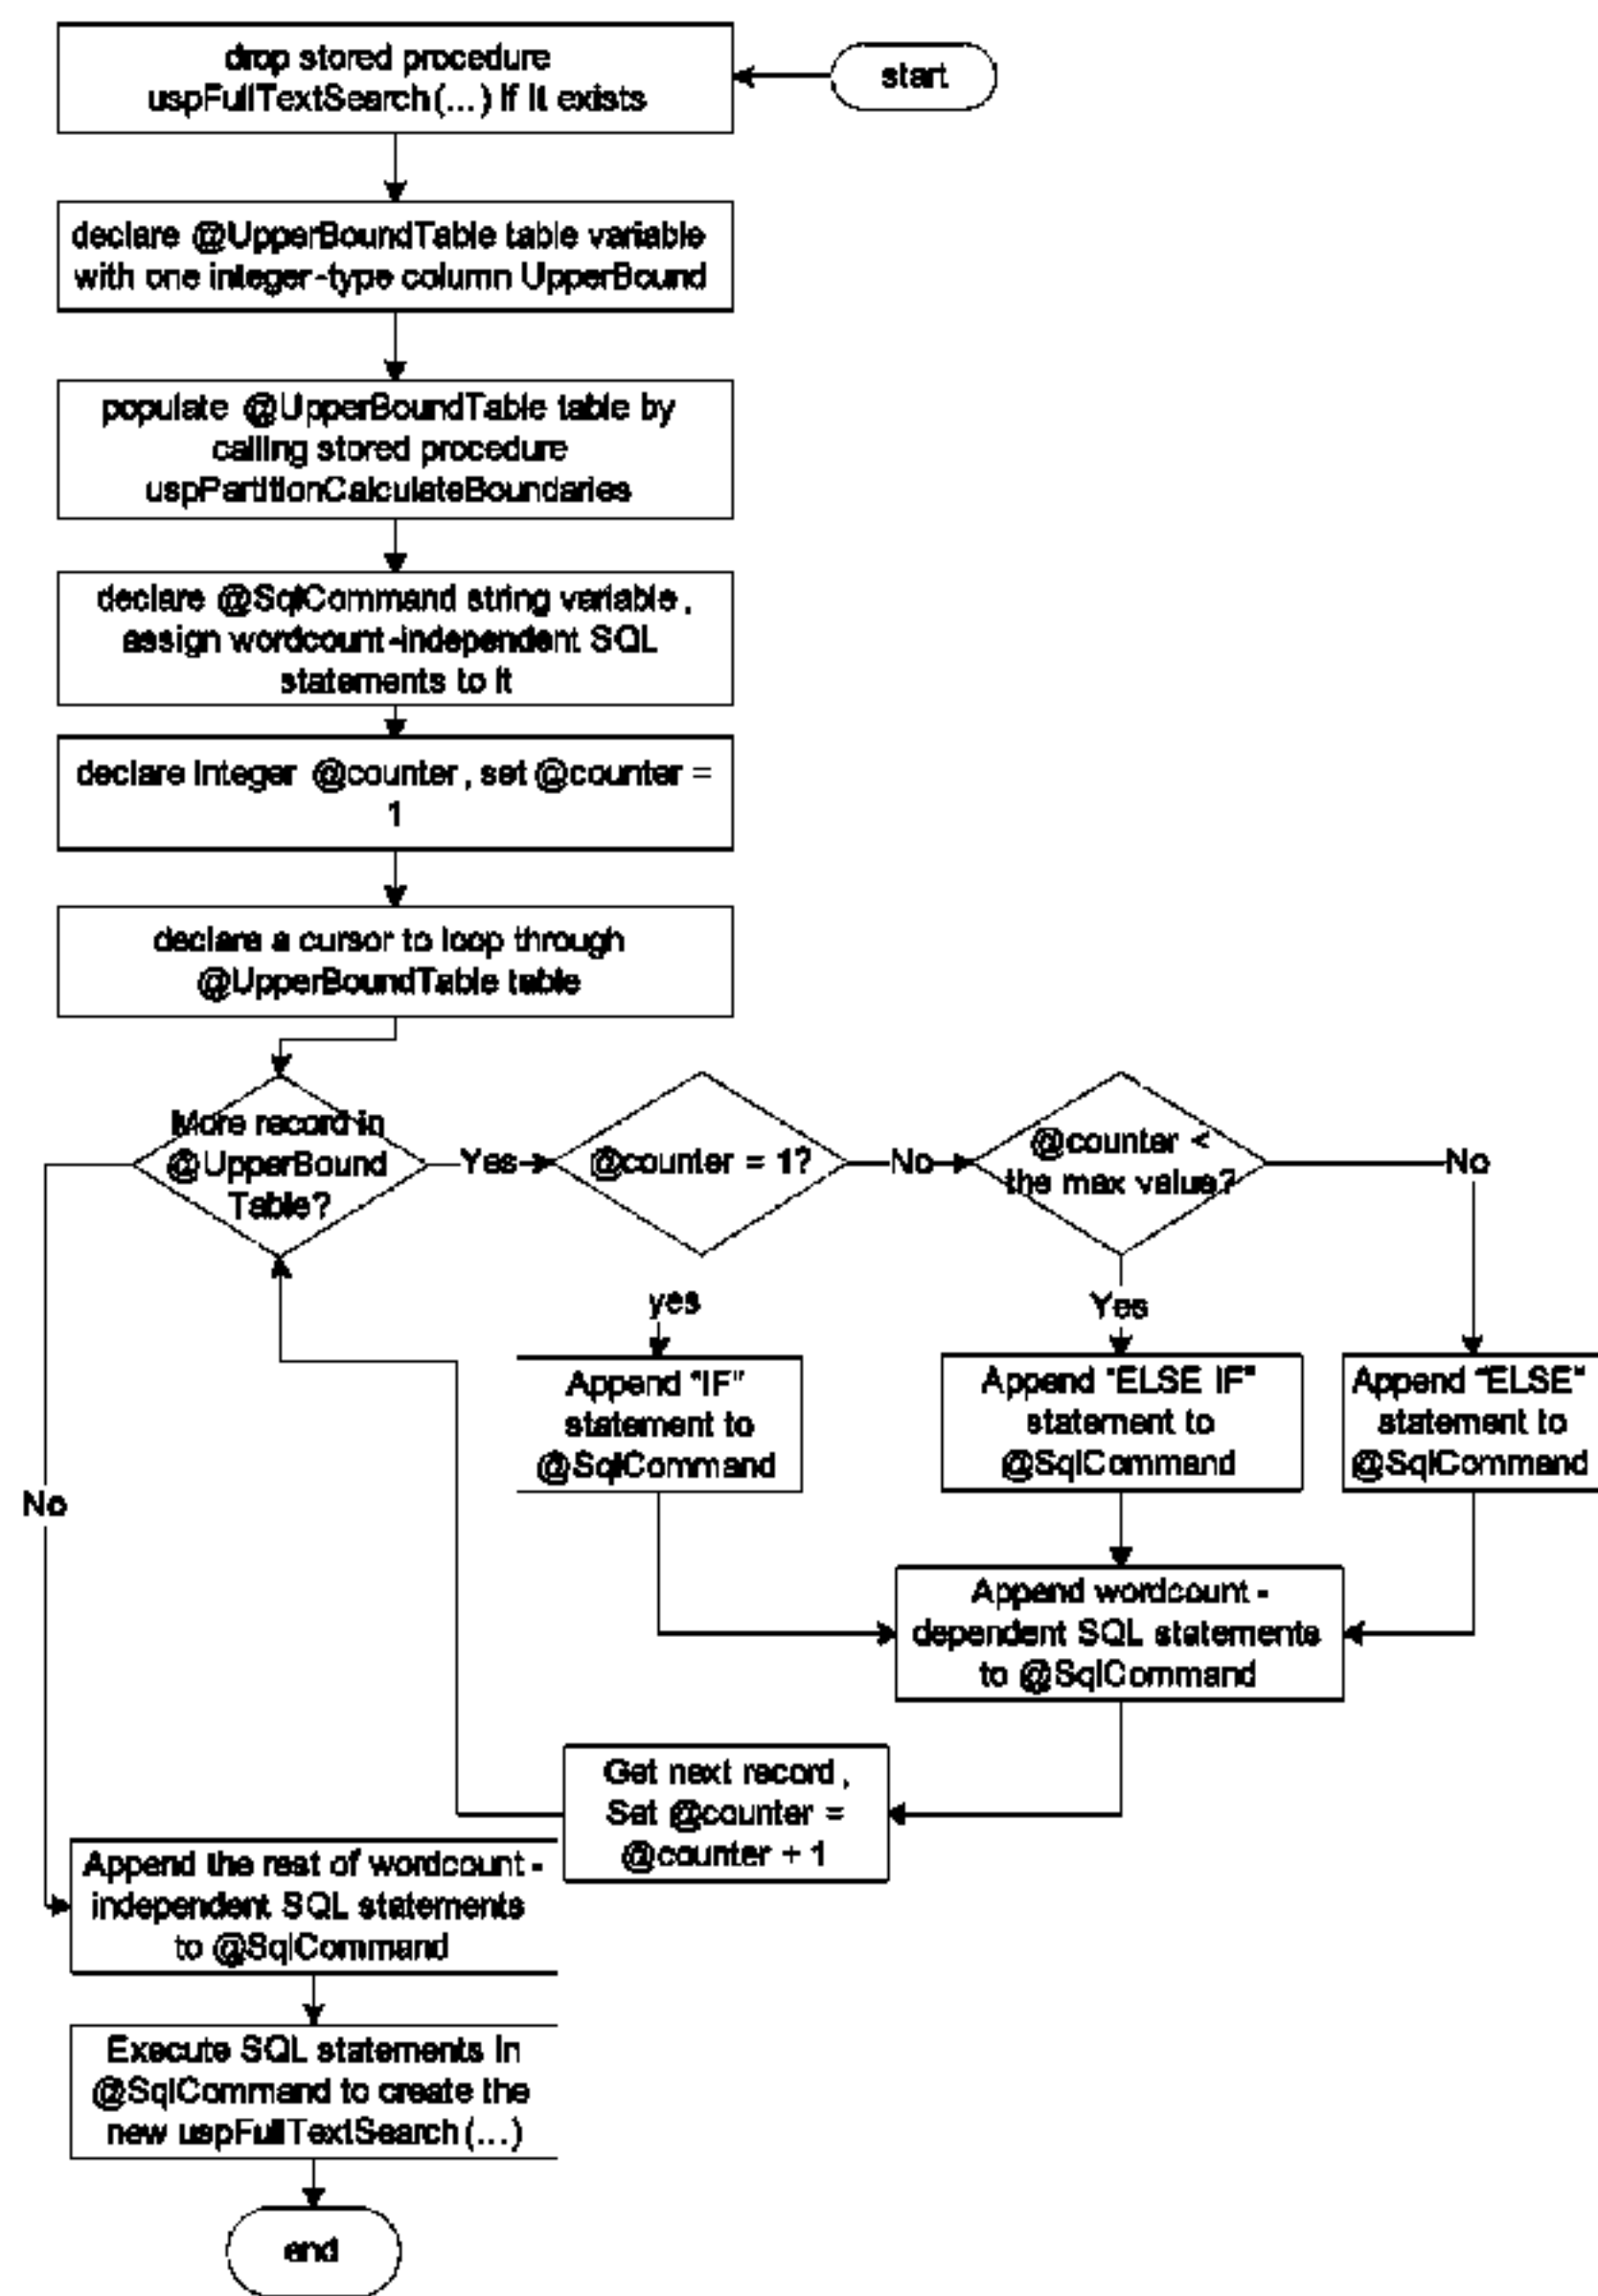 start
drop stored procedure
uspFullTextSearch(...) if it exists
declare @UpperBoundTable table variable
with one integer-type column UpperBound
populate @UpperBoundTable table by
calling stored procedure
uspPartitionCalculateBoundaries
declare @SqlCommand string variable,
assign wordcount-independent SQL
statements to it
declare integer @counter, set @counter =
1
declare a cursor to loop through
@UpperBoundTable table
More record in
@UpperBound
Table?
Yes
@counter = 1?
No
@counter <
the max value?
No
yes
Yes
Append "IF"
statement to
@SqlCommand
Append "ELSE IF"
statement to
@SqlCommand
Append "ELSE"
statement to
@SqlCommand
No
Append wordcount-
dependent SQL statements
to @SqlCommand
Get next record,
Set @counter =
@counter + 1
Append the rest of wordcount-
independent SQL statements
to @SqlCommand
Execute SQL statements in
@SqlCommand to create the
new uspFullTextSearch(...)
end